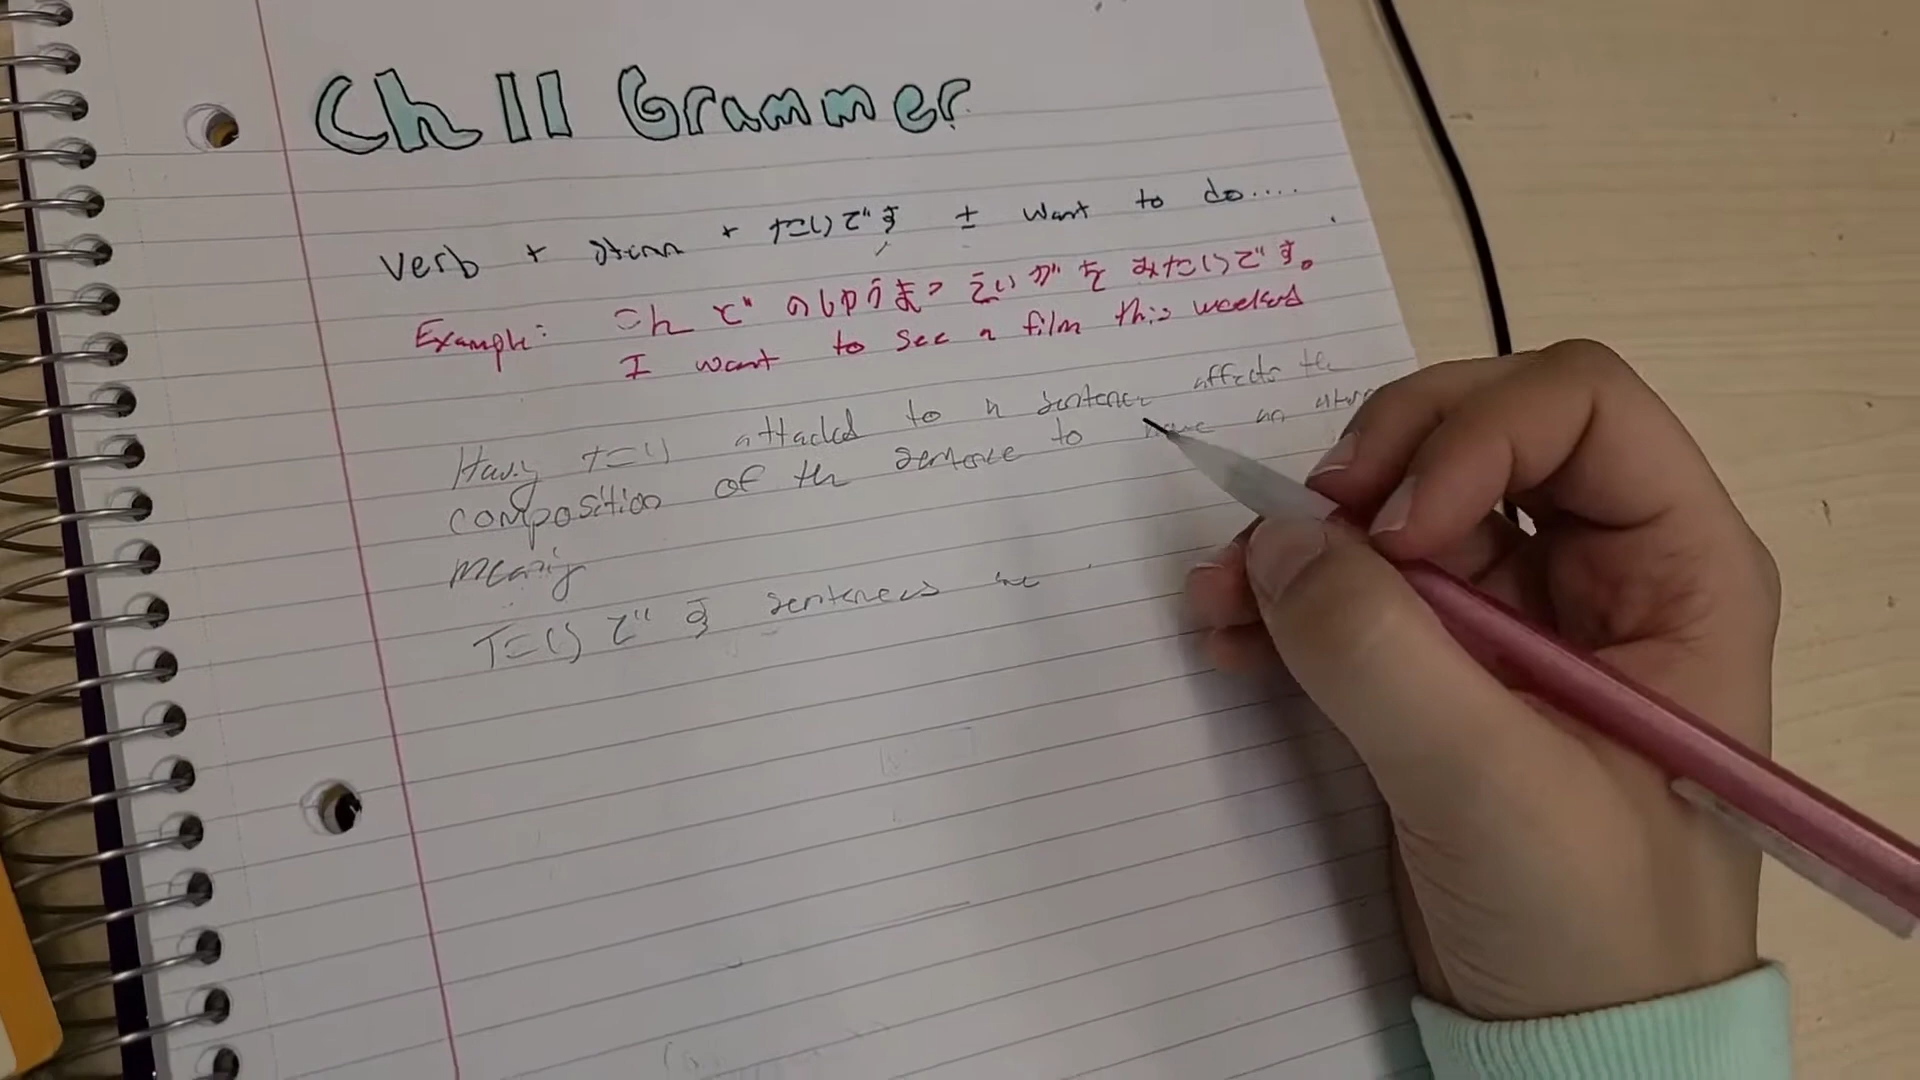 Ch 11 Grammer
Verb + stem + たいです ± want to do....
Example: こんどのしゅうまつ えいがを みたいです。
I want to see a film this weekend
Having たい attached to a sentence affects the
composition of the sentence to have an
meaning
たいです sentences